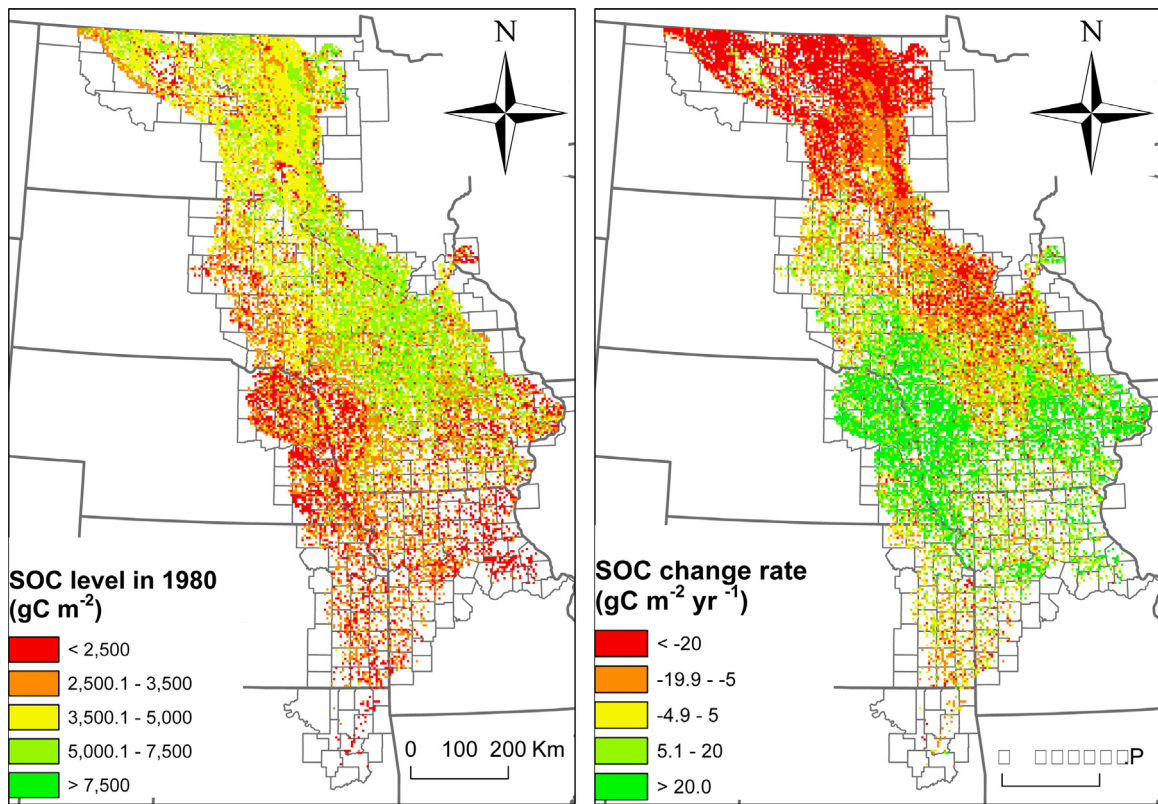 N
SOC level in 1980
(gC m-2)
< 2,500
2,500.1 - 3,500
3,500.1 - 5,000
5,000.1 - 7,500
> 7,500
0 100 200 Km
N
SOC change rate
(gC m-2 yr -1)
< -20
-19.9 - -5
-4.9 - 5
5.1 - 20
> 20.0
□ □□□□□□.P